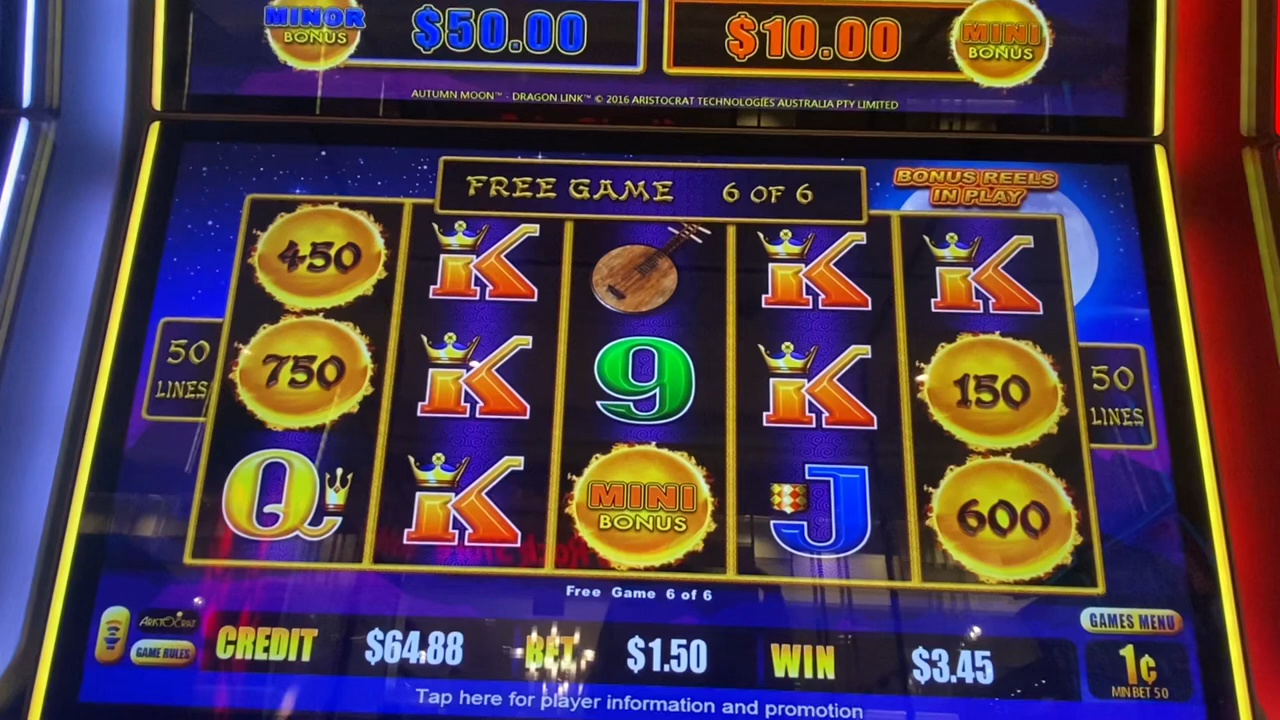 MINOR BONUS $50.00 $10.00 MINI BONUS
AUTUMN MOON™ - DRAGON LINK™ © 2016 ARISTOCRAT TECHNOLOGIES AUSTRALIA PTY LIMITED
FREE GAME 6 OF 6
BONUS REELS
IN PLAY
450 K K K
50 LINES
750 K 9 K 150
50 LINES
Q K MINI BONUS J 600
Free Game 6 of 6
ARISTOCRAT
GAME RULES
CREDIT $64.88 BET $1.50 WIN $3.45
GAMES MENU
1¢
MIN BET 50
Tap here for player information and promotion